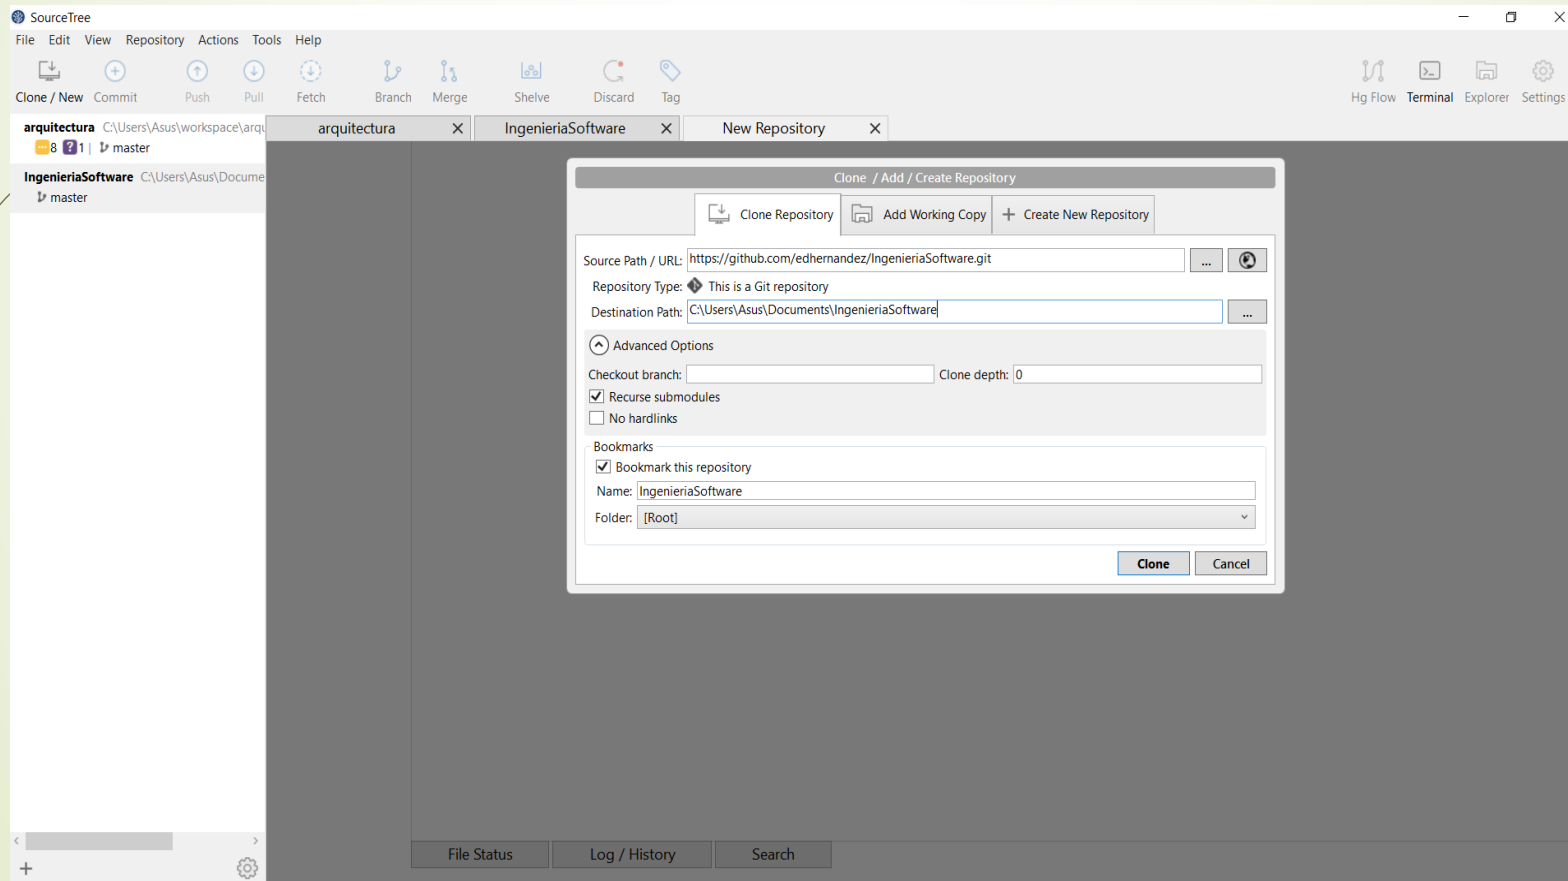 SourceTree
File Edit View Repository Actions Tools Help
Clone / New Commit Push Pull Fetch Branch Merge Shelve Discard Tag Hg Flow Terminal Explorer Settings
arquitectura C:\Users\Asus\workspace\arqu
8 ? 1 | master
IngenieriaSoftware C:\Users\Asus\Docume
master
arquitectura IngenieriaSoftware New Repository
Clone / Add / Create Repository
Clone Repository Add Working Copy + Create New Repository
Source Path / URL: https://github.com/edhernandez/IngenieriaSoftware.git ...
Repository Type: This is a Git repository
Destination Path: C:\Users\Asus\Documents\IngenieriaSoftware ...
Advanced Options
Checkout branch: Clone depth: 0
Recurse submodules
No hardlinks
Bookmarks
Bookmark this repository
Name: IngenieriaSoftware
Folder: [Root]
Clone Cancel
File Status Log / History Search